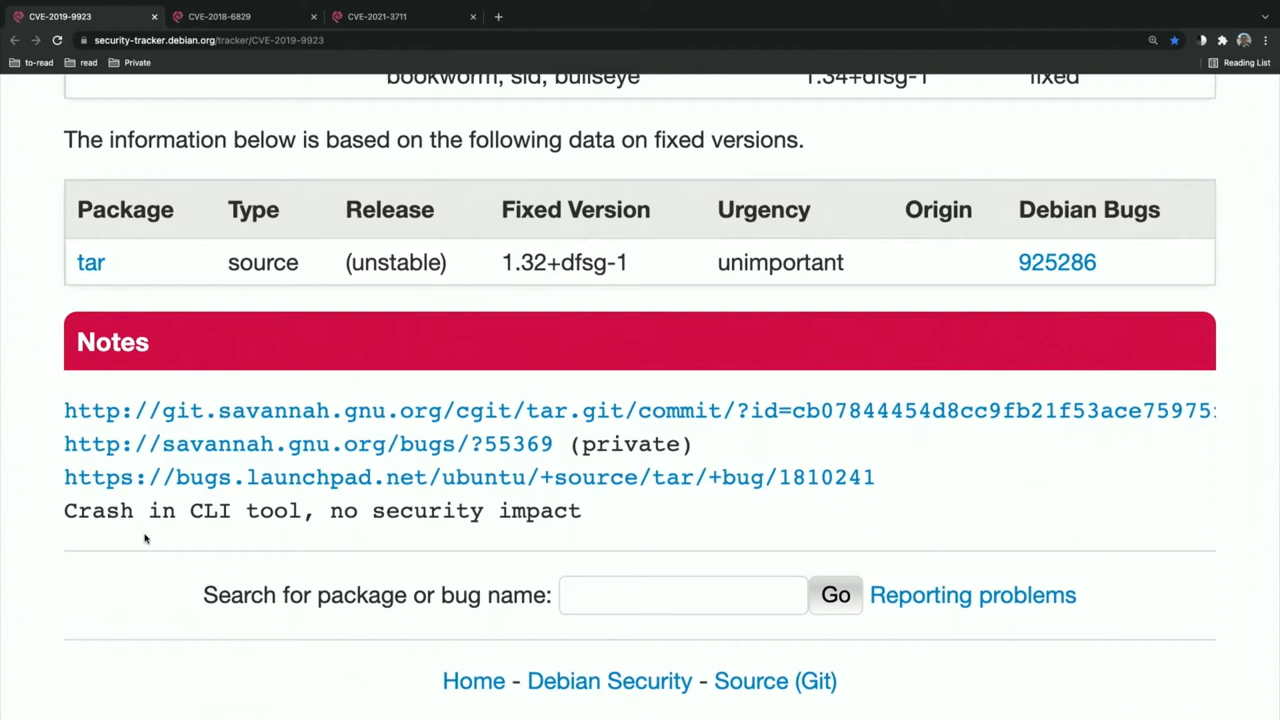 CVE-2019-9923
CVE-2018-6829
CVE-2021-3711
security-tracker.debian.org/tracker/CVE-2019-9923
to-read
read
Private
Reading List
bookworm, sid, bullseye 1.34+dfsg-1 fixed
The information below is based on the following data on fixed versions.
Package Type Release Fixed Version Urgency Origin Debian Bugs
tar source (unstable) 1.32+dfsg-1 unimportant 925286
Notes
http://git.savannah.gnu.org/cgit/tar.git/commit/?id=cb07844454d8cc9fb21f53ace75975
http://savannah.gnu.org/bugs/?55369 (private)
https://bugs.launchpad.net/ubuntu/+source/tar/+bug/1810241
Crash in CLI tool, no security impact
Search for package or bug name: Go Reporting problems
Home - Debian Security - Source (Git)